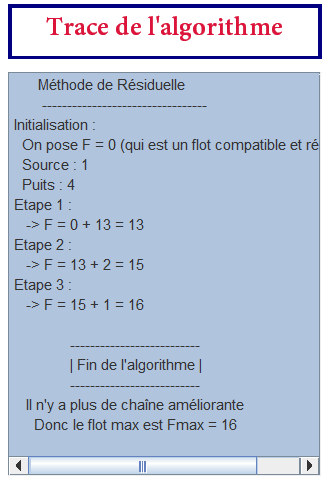 Trace de l'algorithme
Méthode de Résiduelle
---------------------------------
Initialisation :
On pose F = 0 (qui est un flot compatible et ré
Source : 1
Puits : 4
Etape 1 :
-> F = 0 + 13 = 13
Etape 2 :
-> F = 13 + 2 = 15
Etape 3 :
-> F = 15 + 1 = 16
--------------------------
| Fin de l'algorithme |
--------------------------
Il n'y a plus de chaîne améliorante
Donc le flot max est Fmax = 16